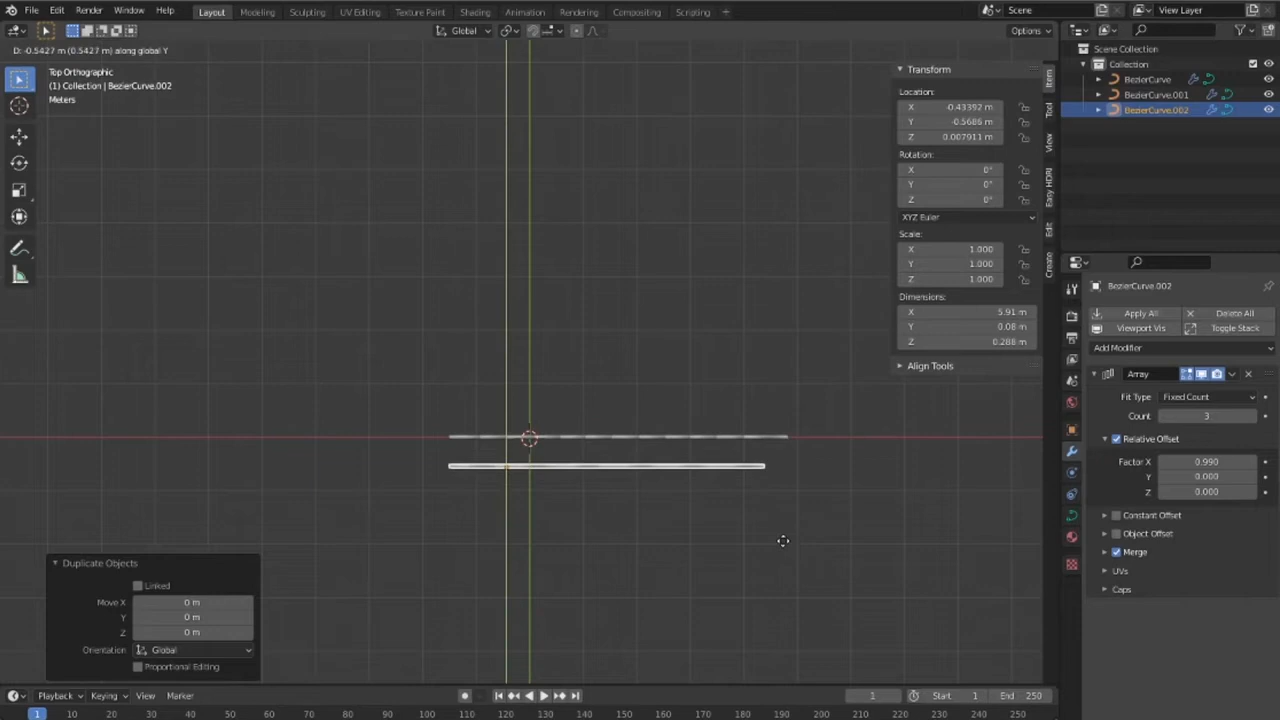 File Edit Render Window Help Layout Modeling Sculpting UV Editing Texture Paint Shading Animation Rendering Compositing Scripting + Scene View Layer
Global Options
D: -0.5427 m (0.5427 m) along global Y
Top Orthographic
(1) Collection | BezierCurve.002
Meters
Transform
Location:
X -0.43392 m
Y -0.5686 m
Z 0.007911 m
Rotation:
X 0°
Y 0°
Z 0°
XYZ Euler
Scale:
X 1.000
Y 1.000
Z 1.000
Dimensions:
X 5.91 m
Y 0.08 m
Z 0.288 m
Align Tools
Item
Tool
View
Easy HDRI
Edit
Create
Scene Collection
Collection
BezierCurve
BezierCurve.001
BezierCurve.002
BezierCurve.002
Apply All Delete All
Viewport Vis Toggle Stack
Add Modifier
Array
Fit Type Fixed Count
Count 3
Relative Offset
Factor X 0.990
Y 0.000
Z 0.000
Constant Offset
Object Offset
Merge
UVs
Caps
Duplicate Objects
Linked
Move X 0 m
Y 0 m
Z 0 m
Orientation Global
Proportional Editing
Playback Keying View Marker 1 Start 1 End 250
1 10 20 30 40 50 60 70 80 90 100 110 120 130 140 150 160 170 180 190 200 210 220 230 240 250